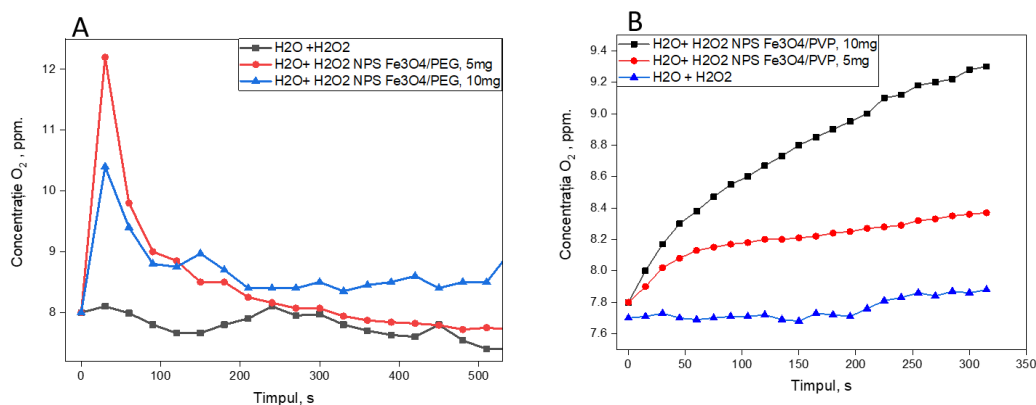 A
H2O +H2O2
H2O+ H2O2 NPS Fe3O4/PEG, 5mg
H2O+ H2O2 NPS Fe3O4/PEG, 10mg
12
11
10
9
8
Concentrație O2 , ppm.
0
100
200
300
400
500
Timpul, s
B
H2O+ H2O2 NPS Fe3O4/PVP, 10mg
H2O+ H2O2 NPS Fe3O4/PVP, 5mg
H2O + H2O2
9.4
9.2
9.0
8.8
8.6
8.4
8.2
8.0
7.8
7.6
Concentrația O2 , ppm.
0
50
100
150
200
250
300
350
Timpul, s